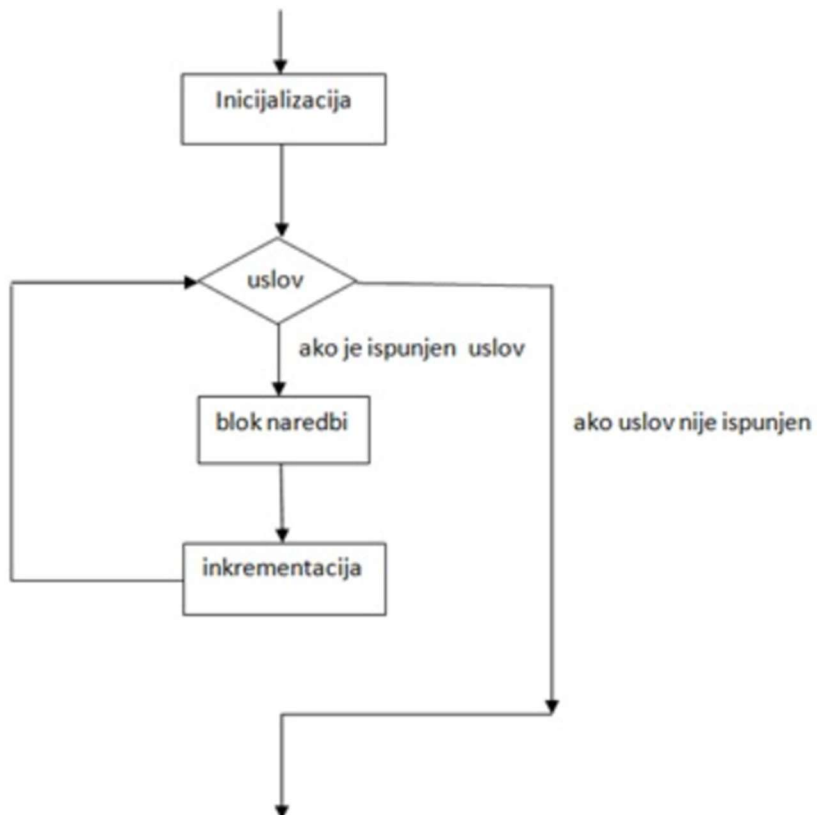 Inicijalizacija
uslov
ako je ispunjen uslov
blok naredbi
ako uslov nije ispunjen
inkrementacija